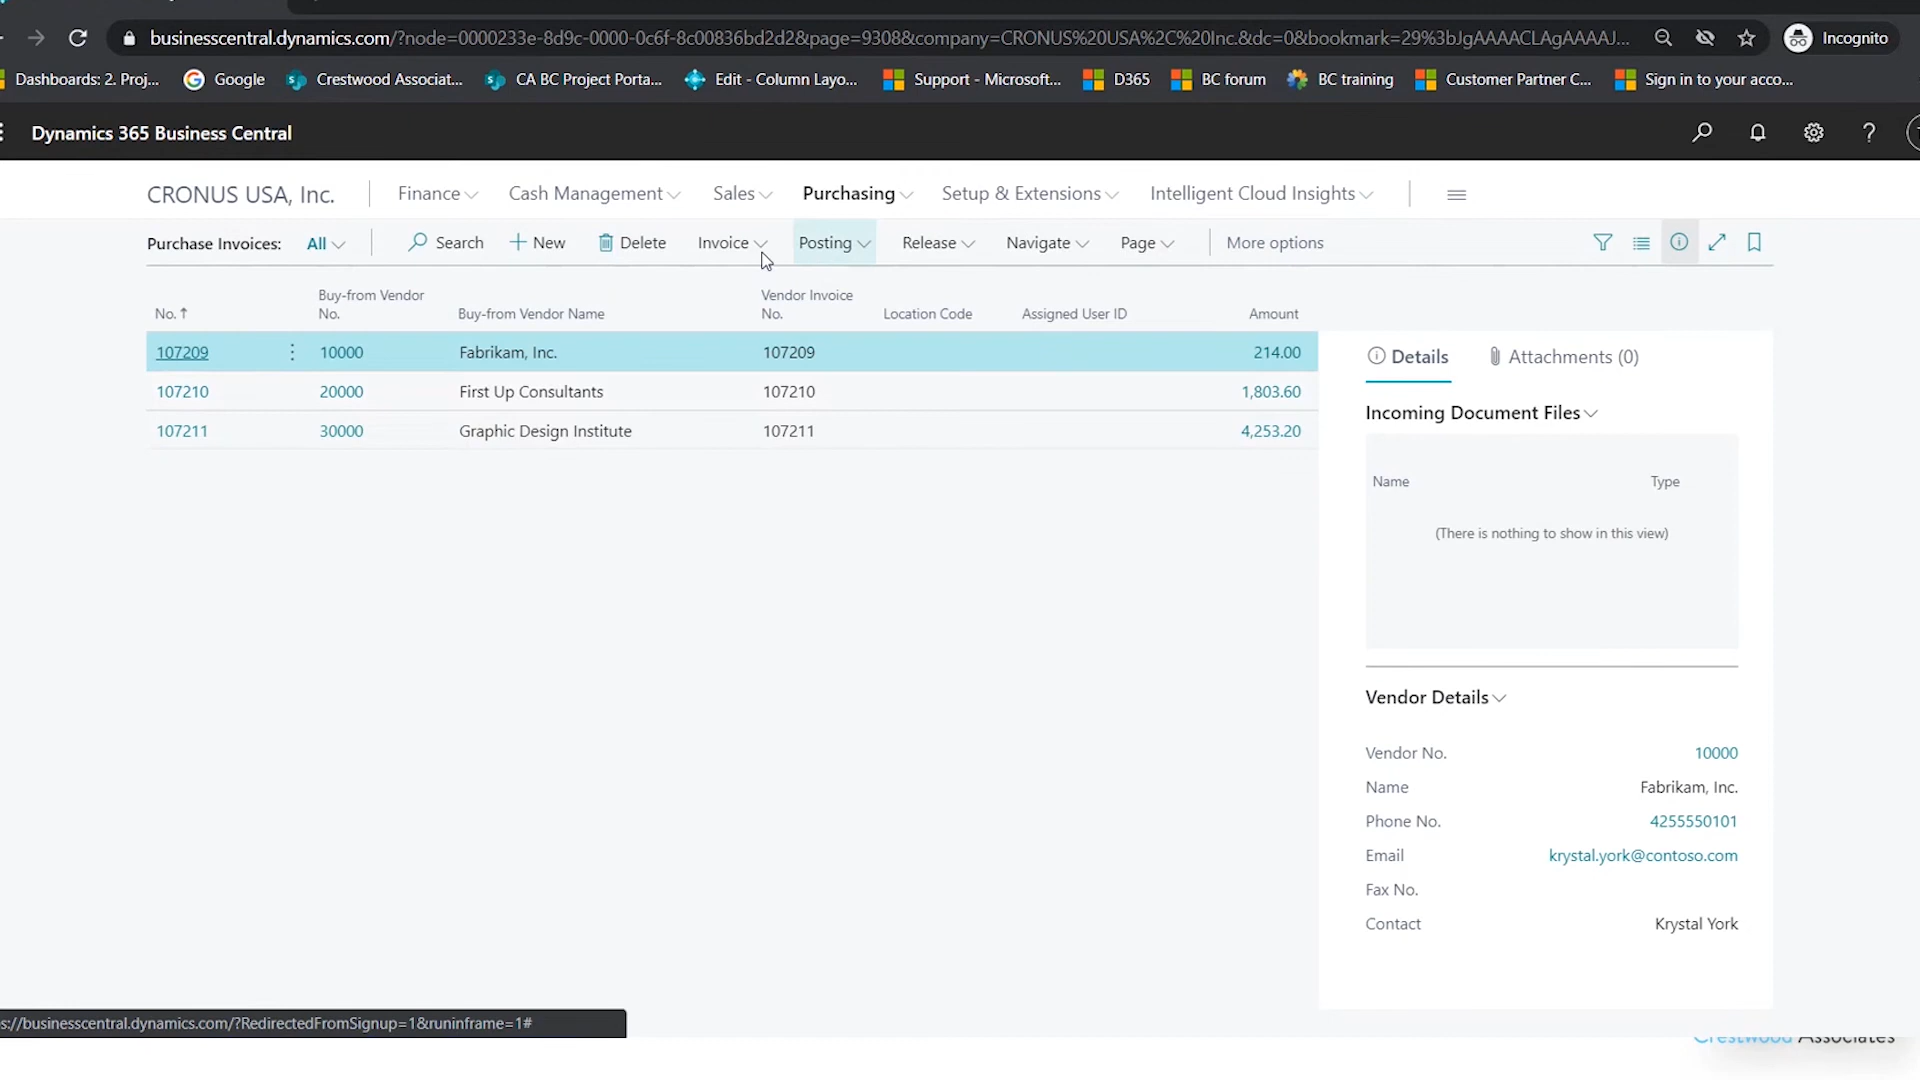 businesscentral.dynamics.com/?node=0000233e-8d9c-0000-0c6f-8c00836bd2d2&page=9308&company=CRONUS%20USA%2C%20Inc.&dc=0&bookmark=29%3bJgAAAACLAgAAAAJ...
Incognito
Dashboards: 2. Proj... Google Crestwood Associat... CA BC Project Porta... Edit - Column Layo... Support - Microsoft... D365 BC forum BC training Customer Partner C... Sign in to your acco...
Dynamics 365 Business Central
CRONUS USA, Inc. Finance Cash Management Sales Purchasing Setup & Extensions Intelligent Cloud Insights
Purchase Invoices: All Search New Delete Invoice Posting Release Navigate Page More options
No. ↑ Buy-from Vendor No. Buy-from Vendor Name Vendor Invoice No. Location Code Assigned User ID Amount
107209 10000 Fabrikam, Inc. 107209 214.00
107210 20000 First Up Consultants 107210 1,803.60
107211 30000 Graphic Design Institute 107211 4,253.20
Details Attachments (0)
Incoming Document Files
Name Type
(There is nothing to show in this view)
Vendor Details
Vendor No. 10000
Name Fabrikam, Inc.
Phone No. 4255550101
Email krystal.york@contoso.com
Fax No.
Contact Krystal York
s://businesscentral.dynamics.com/?RedirectedFromSignup=1&runinframe=1#
Crestwood Associates